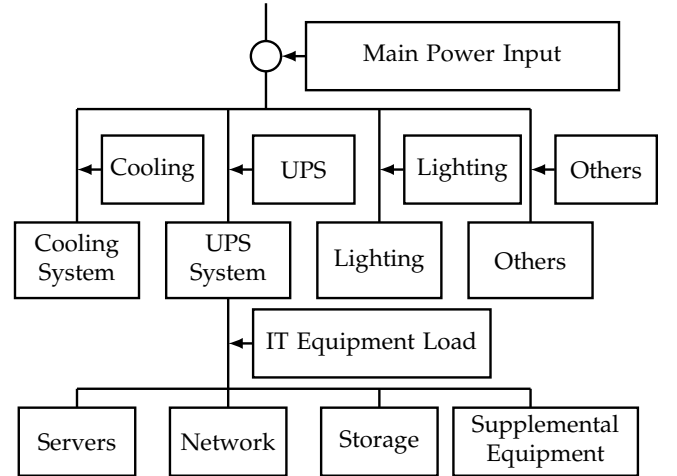 Main Power Input
Cooling
UPS
Lighting
Others
Cooling
System
UPS
System
Lighting
Others
IT Equipment Load
Servers
Network
Storage
Supplemental
Equipment